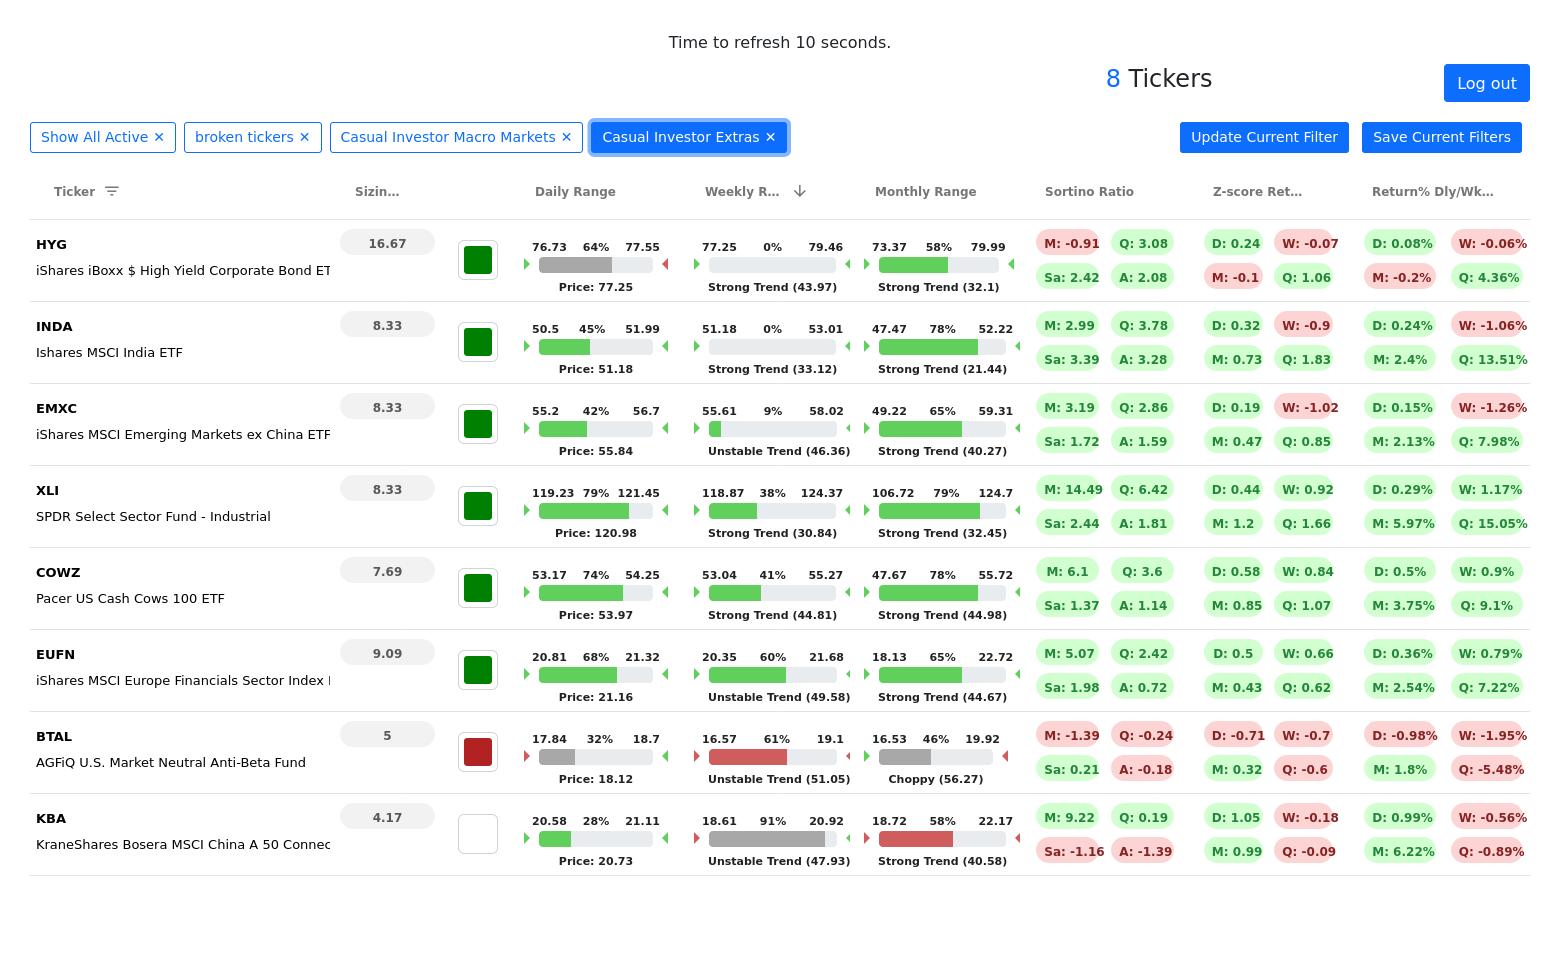 Time to refresh 10 seconds.
8 Tickers
Log out
Show All Active ✕ broken tickers ✕ Casual Investor Macro Markets ✕ Casual Investor Extras ✕ Update Current Filter Save Current Filters
Ticker Sizin... Daily Range Weekly R... Monthly Range Sortino Ratio Z-score Ret... Return% Dly/Wk...
HYG 16.67 76.73 64% 77.55 77.25 0% 79.46 73.37 58% 79.99 M: -0.91 Q: 3.08 D: 0.24 W: -0.07 D: 0.08% W: -0.06%
iShares iBoxx $ High Yield Corporate Bond ET Price: 77.25 Strong Trend (43.97) Strong Trend (32.1) Sa: 2.42 A: 2.08 M: -0.1 Q: 1.06 M: -0.2% Q: 4.36%
INDA 8.33 50.5 45% 51.99 51.18 0% 53.01 47.47 78% 52.22 M: 2.99 Q: 3.78 D: 0.32 W: -0.9 D: 0.24% W: -1.06%
Ishares MSCI India ETF Price: 51.18 Strong Trend (33.12) Strong Trend (21.44) Sa: 3.39 A: 3.28 M: 0.73 Q: 1.83 M: 2.4% Q: 13.51%
EMXC 8.33 55.2 42% 56.7 55.61 9% 58.02 49.22 65% 59.31 M: 3.19 Q: 2.86 D: 0.19 W: -1.02 D: 0.15% W: -1.26%
iShares MSCI Emerging Markets ex China ETF Price: 55.84 Unstable Trend (46.36) Strong Trend (40.27) Sa: 1.72 A: 1.59 M: 0.47 Q: 0.85 M: 2.13% Q: 7.98%
XLI 8.33 119.23 79% 121.45 118.87 38% 124.37 106.72 79% 124.7 M: 14.49 Q: 6.42 D: 0.44 W: 0.92 D: 0.29% W: 1.17%
SPDR Select Sector Fund - Industrial Price: 120.98 Strong Trend (30.84) Strong Trend (32.45) Sa: 2.44 A: 1.81 M: 1.2 Q: 1.66 M: 5.97% Q: 15.05%
COWZ 7.69 53.17 74% 54.25 53.04 41% 55.27 47.67 78% 55.72 M: 6.1 Q: 3.6 D: 0.58 W: 0.84 D: 0.5% W: 0.9%
Pacer US Cash Cows 100 ETF Price: 53.97 Strong Trend (44.81) Strong Trend (44.98) Sa: 1.37 A: 1.14 M: 0.85 Q: 1.07 M: 3.75% Q: 9.1%
EUFN 9.09 20.81 68% 21.32 20.35 60% 21.68 18.13 65% 22.72 M: 5.07 Q: 2.42 D: 0.5 W: 0.66 D: 0.36% W: 0.79%
iShares MSCI Europe Financials Sector Index Price: 21.16 Unstable Trend (49.58) Strong Trend (44.67) Sa: 1.98 A: 0.72 M: 0.43 Q: 0.62 M: 2.54% Q: 7.22%
BTAL 5 17.84 32% 18.7 16.57 61% 19.1 16.53 46% 19.92 M: -1.39 Q: -0.24 D: -0.71 W: -0.7 D: -0.98% W: -1.95%
AGFiQ U.S. Market Neutral Anti-Beta Fund Price: 18.12 Unstable Trend (51.05) Choppy (56.27) Sa: 0.21 A: -0.18 M: 0.32 Q: -0.6 M: 1.8% Q: -5.48%
KBA 4.17 20.58 28% 21.11 18.61 91% 20.92 18.72 58% 22.17 M: 9.22 Q: 0.19 D: 1.05 W: -0.18 D: 0.99% W: -0.56%
KraneShares Bosera MSCI China A 50 Connec Price: 20.73 Unstable Trend (47.93) Strong Trend (40.58) Sa: -1.16 A: -1.39 M: 0.99 Q: -0.09 M: 6.22% Q: -0.89%